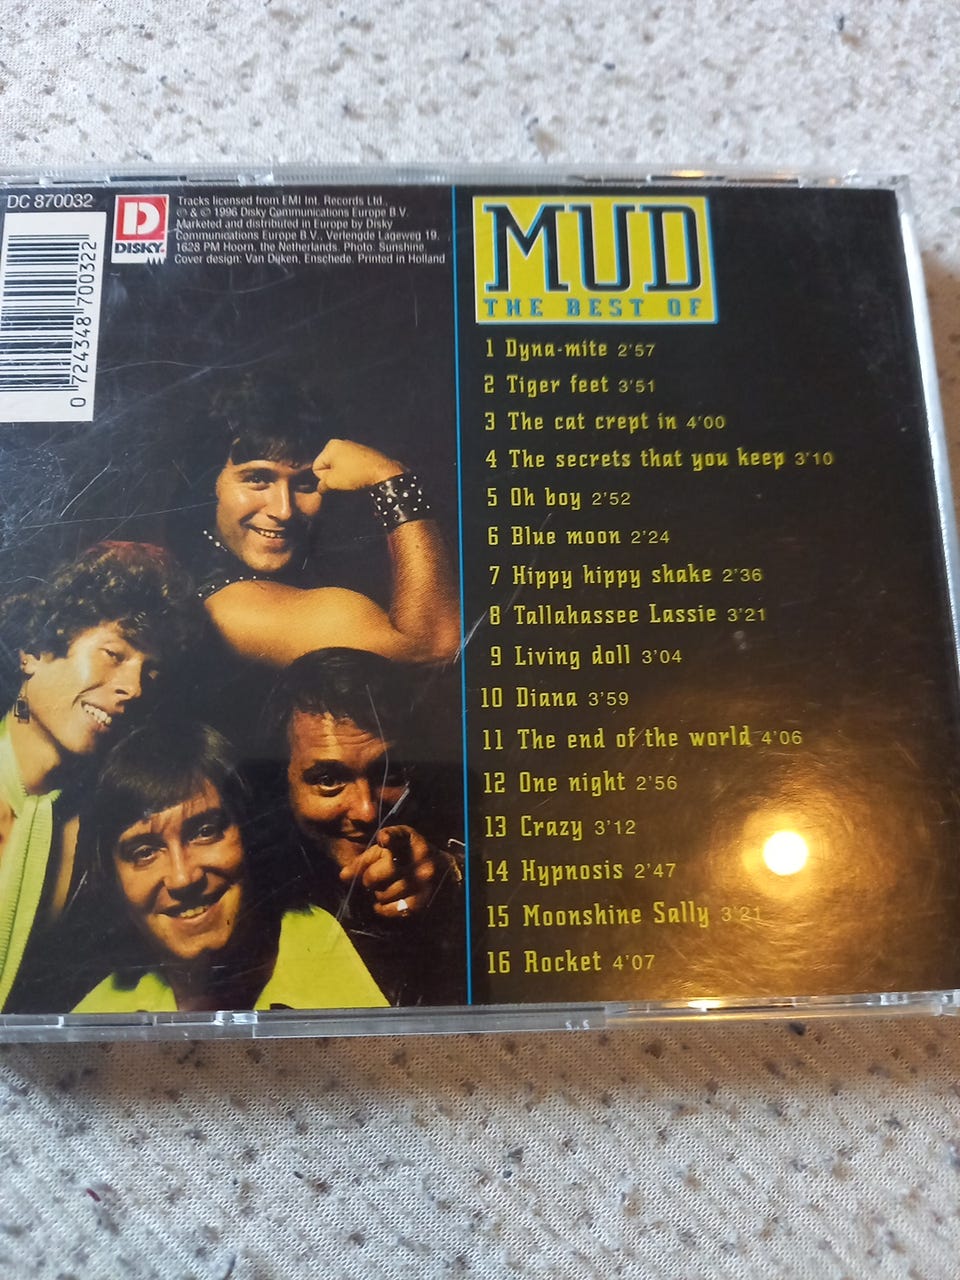 DC 870032
D
DISKY
Tracks licensed from EMI Int. Records Ltd.,
℗ & © 1996 Disky Communications Europe B.V.
Marketed and distributed in Europe by Disky
Communications Europe B.V., Verlengde Lageweg 19,
1628 PM Hoorn, the Netherlands. Photo: Sunshine.
Cover design: Van Dijken, Enschede. Printed in Holland
0 724348 700322
MUD
THE BEST OF
1 Dyna-mite 2'57
2 Tiger feet 3'51
3 The cat crept in 4'00
4 The secrets that you keep 3'10
5 Oh boy 2'52
6 Blue moon 2'24
7 Hippy hippy shake 2'36
8 Tallahassee Lassie 3'21
9 Living doll 3'04
10 Diana 3'59
11 The end of the world 4'06
12 One night 2'56
13 Crazy 3'12
14 Hypnosis 2'47
15 Moonshine Sally 3'21
16 Rocket 4'07